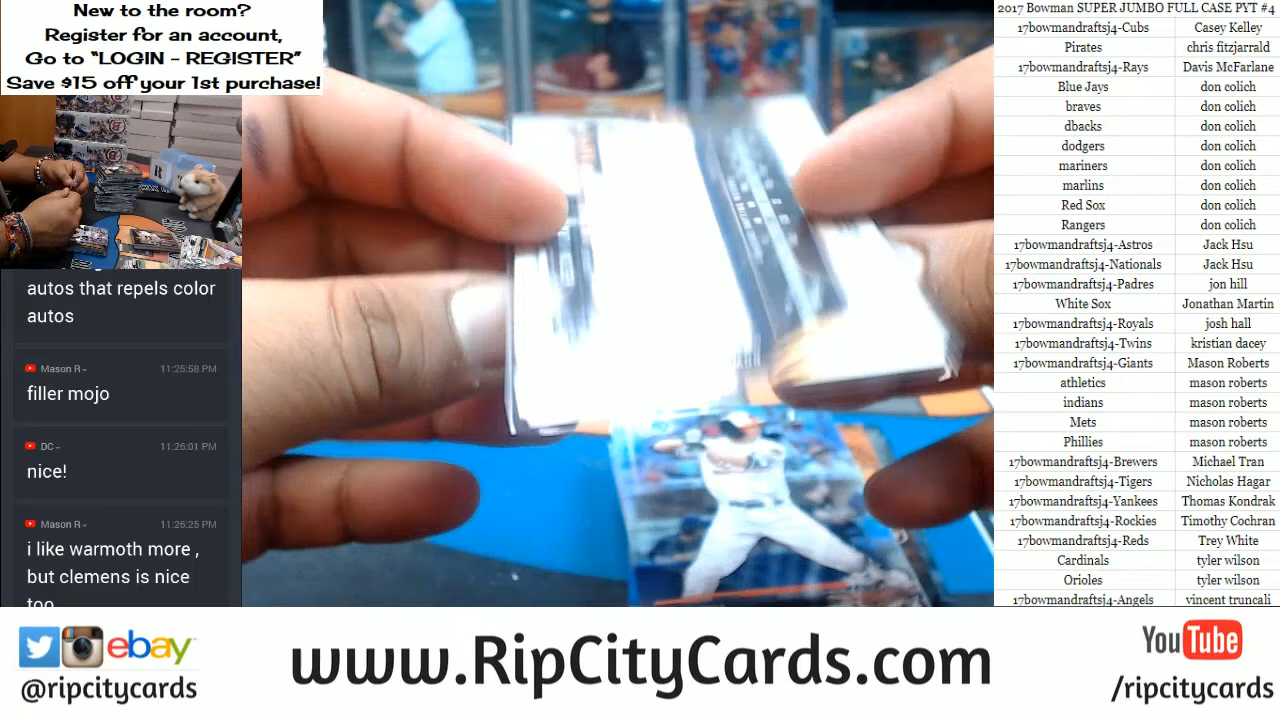 New to the room?
Register for an account,
Go to "LOGIN - REGISTER"
Save $15 off your 1st purchase!
autos that repels color
autos
Mason R
11:25:58 PM
filler mojo
DC
11:26:01 PM
nice!
Mason R
11:26:25 PM
i like warmoth more ,
but clemens is nice
too
2017 Bowman SUPER JUMBO FULL CASE PYT #4
17bowmandraftsj4-Cubs Casey Kelley
Pirates chris fitzjarrald
17bowmandraftsj4-Rays Davis McFarlane
Blue Jays don colich
braves don colich
dbacks don colich
dodgers don colich
mariners don colich
marlins don colich
Red Sox don colich
Rangers don colich
17bowmandraftsj4-Astros Jack Hsu
17bowmandraftsj4-Nationals Jack Hsu
17bowmandraftsj4-Padres jon hill
White Sox Jonathan Martin
17bowmandraftsj4-Royals josh hall
17bowmandraftsj4-Twins kristian dacey
17bowmandraftsj4-Giants Mason Roberts
athletics mason roberts
indians mason roberts
Mets mason roberts
Phillies mason roberts
17bowmandraftsj4-Brewers Michael Tran
17bowmandraftsj4-Tigers Nicholas Hagar
17bowmandraftsj4-Yankees Thomas Kondrak
17bowmandraftsj4-Rockies Timothy Cochran
17bowmandraftsj4-Reds Trey White
Cardinals tyler wilson
Orioles tyler wilson
17bowmandraftsj4-Angels vincent truncali
ebay
@ripcitycards
www.RipCityCards.com
YouTube
/ripcitycards